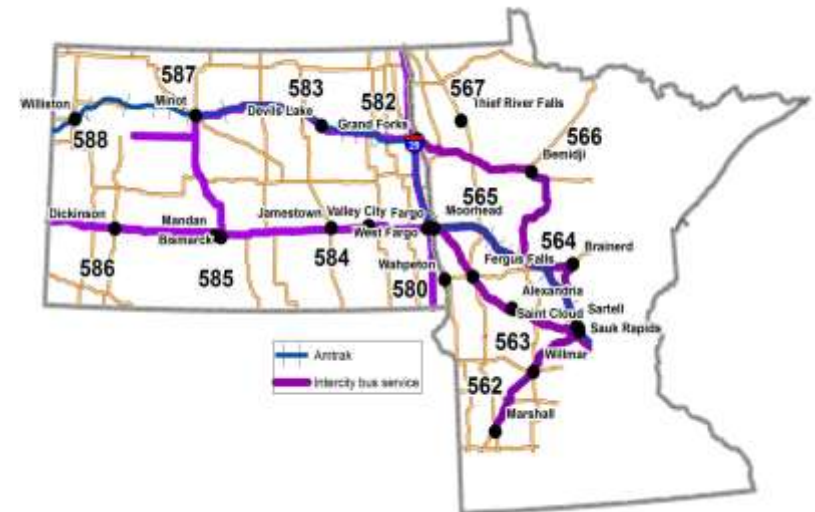 587
583
582
567
Williston
Minot
Devils Lake
Thief River Falls
Grand Forks
588
29
566
Bemidji
565
Dickinson
Mandan
Jamestown
Valley City
Fargo
Moorhead
Bismarck
West Fargo
564
Brainerd
586
585
584
Wahpeton
Fergus Falls
580
Alexandria
Saint Cloud
Sartell
Sauk Rapids
563
Willmar
562
Marshall
Amtrak
Intercity bus service